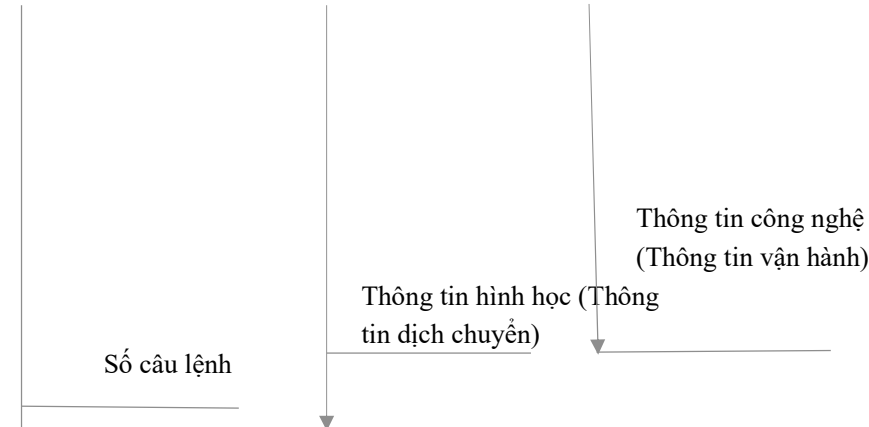 Thông tin công nghệ
(Thông tin vận hành)
Thông tin hình học (Thông
tin dịch chuyển)
Số câu lệnh